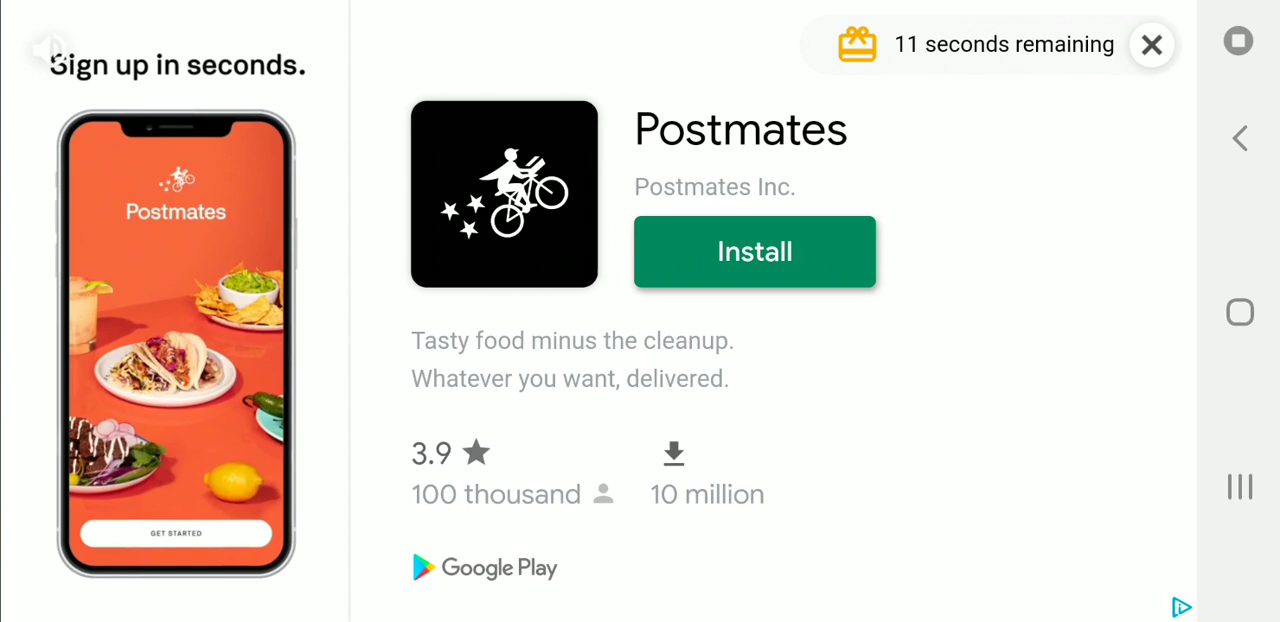 Sign up in seconds.
Postmates
GET STARTED
11 seconds remaining
Postmates
Postmates Inc.
Install
Tasty food minus the cleanup.
Whatever you want, delivered.
3.9
100 thousand
10 million
Google Play